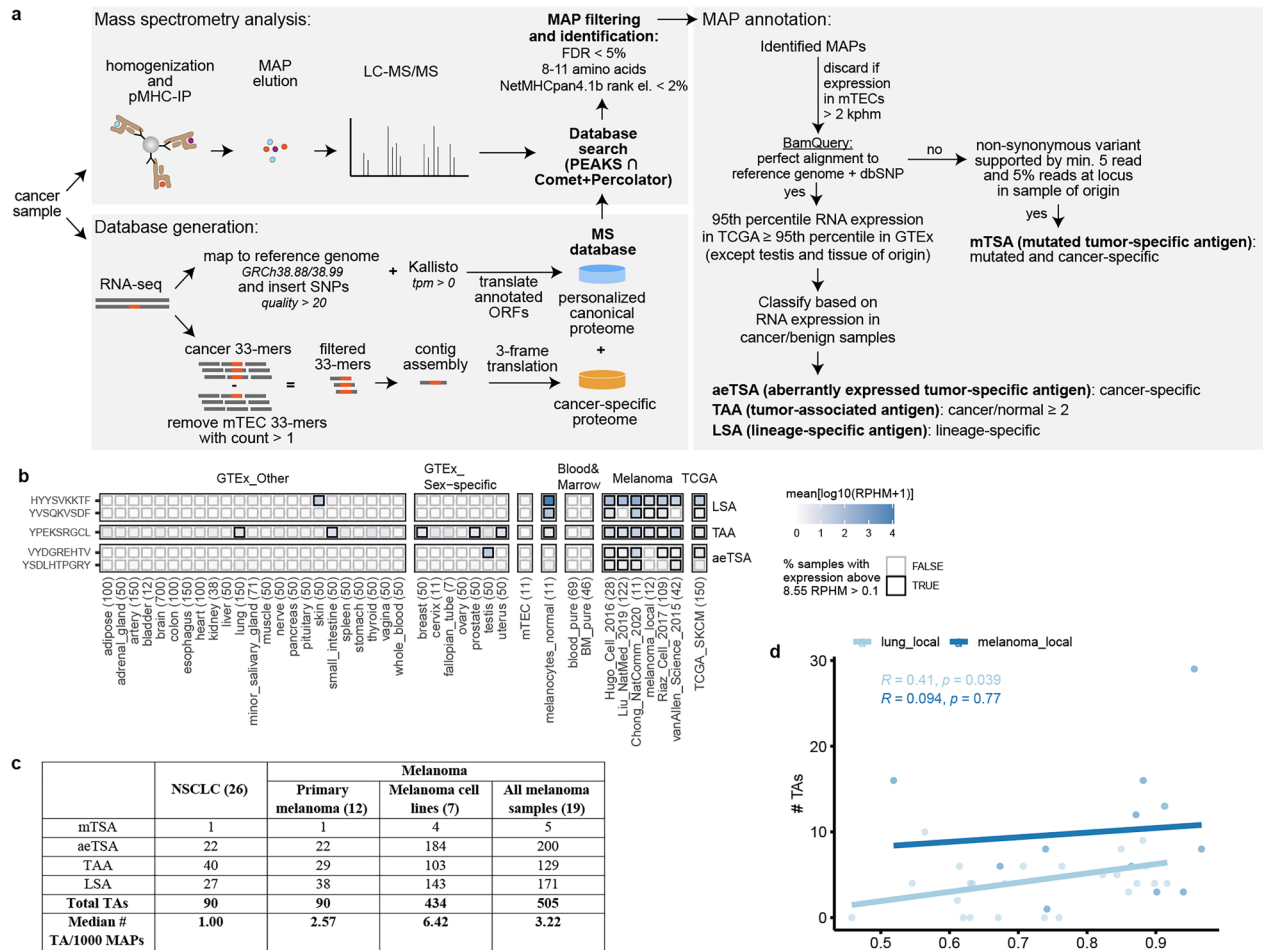 a
Mass spectrometry analysis:
homogenization
and
pMHC-IP
MAP
elution
LC-MS/MS
MAP filtering
and identification:
FDR < 5%
8-11 amino acids
NetMHCpan4.1b rank el. < 2%
Database
search
(PEAKS ∩
Comet+Percolator)
cancer
sample
Database generation:
RNA-seq
map to reference genome
GRCh38.88/38.99
and insert SNPs
quality > 20
+
Kallisto
tpm > 0
translate
annotated
ORFs
MS
database
personalized
canonical
proteome
+
cancer 33-mers
-
remove mTEC 33-mers
with count > 1
=
filtered
33-mers
contig
assembly
3-frame
translation
cancer-specific
proteome
MAP annotation:
Identified MAPs
discard if
expression
in mTECs
> 2 kphm
BamQuery:
perfect alignment to
reference genome + dbSNP
no
non-synonymous variant
supported by min. 5 read
and 5% reads at locus
in sample of origin
yes
mTSA (mutated tumor-specific antigen):
mutated and cancer-specific
yes
95th percentile RNA expression
in TCGA ≥ 95th percentile in GTEx
(except testis and tissue of origin)
Classify based on
RNA expression in
cancer/benign samples
aeTSA (aberrantly expressed tumor-specific antigen): cancer-specific
TAA (tumor-associated antigen): cancer/normal ≥ 2
LSA (lineage-specific antigen): lineage-specific
b
GTEx_Other
GTEx_
Sex−specific
Blood&
Marrow
Melanoma
TCGA
HYYSVKKTF
YVSQKVSDF
YPEKSRGCL
VYDGREHTV
YSDLHTPGRY
LSA
TAA
aeTSA
adipose (100)
adrenal_gland (50)
artery (150)
bladder (12)
brain (700)
colon (100)
esophagus (150)
heart (100)
kidney (38)
liver (50)
lung (150)
minor_salivary_gland (71)
muscle (50)
nerve (50)
pancreas (50)
pituitary (50)
skin (50)
small_intestine (50)
spleen (50)
stomach (50)
thyroid (50)
vagina (50)
whole_blood (50)
breast (50)
cervix (11)
fallopian_tube (7)
ovary (50)
prostate (50)
testis (50)
uterus (50)
mTEC (11)
melanocytes_normal (11)
blood_pure (69)
BM_pure (46)
Hugo_Cell_2016 (28)
Liu_NatMed_2019 (122)
Chong_NatComm_2020 (11)
melanoma_local (12)
Riaz_Cell_2017 (109)
vanAllen_Science_2015 (42)
TCGA_SKCM (150)
mean[log10(RPHM+1)]
0 1 2 3 4
% samples with
expression above
8.55 RPHM > 0.1
FALSE
TRUE
c
NSCLC (26)
Melanoma
Primary
melanoma (12)
Melanoma cell
lines (7)
All melanoma
samples (19)
mTSA 1 1 4 5
aeTSA 22 22 184 200
TAA 40 29 103 129
LSA 27 38 143 171
Total TAs 90 90 434 505
Median #
TA/1000 MAPs
1.00 2.57 6.42 3.22
d
lung_local
melanoma_local
R = 0.41, p = 0.039
R = 0.094, p = 0.77
# TAs
30
20
10
0
0.5 0.6 0.7 0.8 0.9